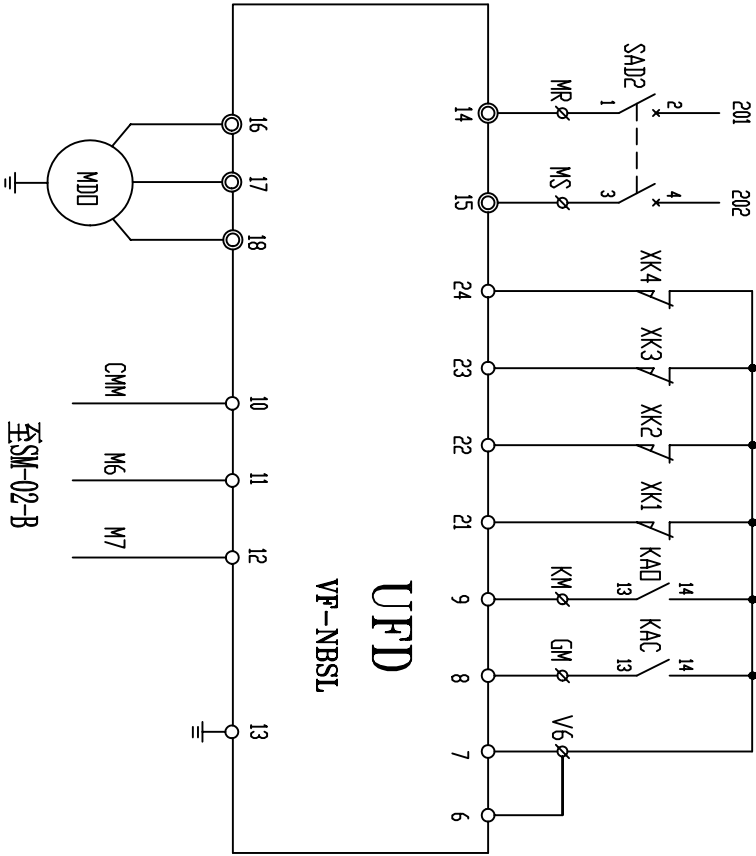 201 202
2 4 14 14
SAD2 XK4 XK3 XK2 XK1 KAO KAC
1 3 13 13
MR MS KM GM V6
14 15 24 23 22 21 9 8 7 6
UFD
VF-NBSL
16 17 18 10 11 12 13
CMM M6 M7
MDO
至SM-02-B